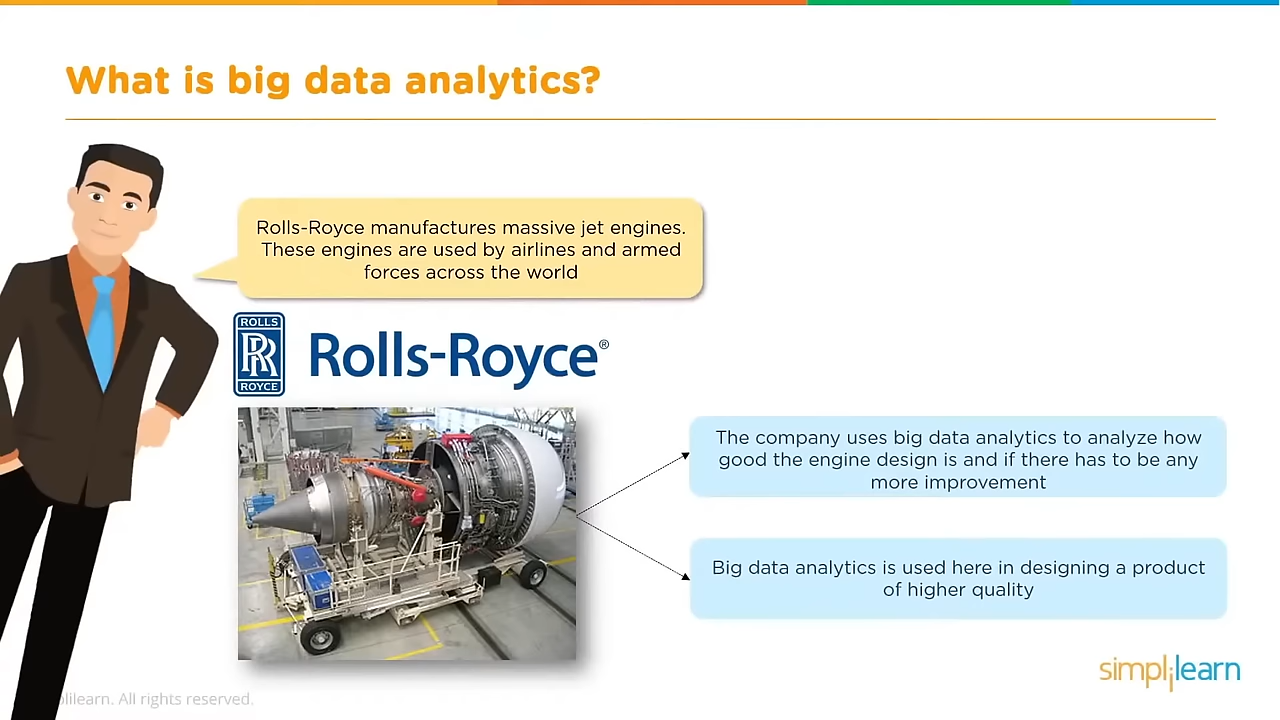 What is big data analytics?
Rolls-Royce manufactures massive jet engines.
These engines are used by airlines and armed
forces across the world
ROLLS
RR
ROYCE
Rolls-Royce®
The company uses big data analytics to analyze how
good the engine design is and if there has to be any
more improvement
Big data analytics is used here in designing a product
of higher quality
simplilearn
All rights reserved.